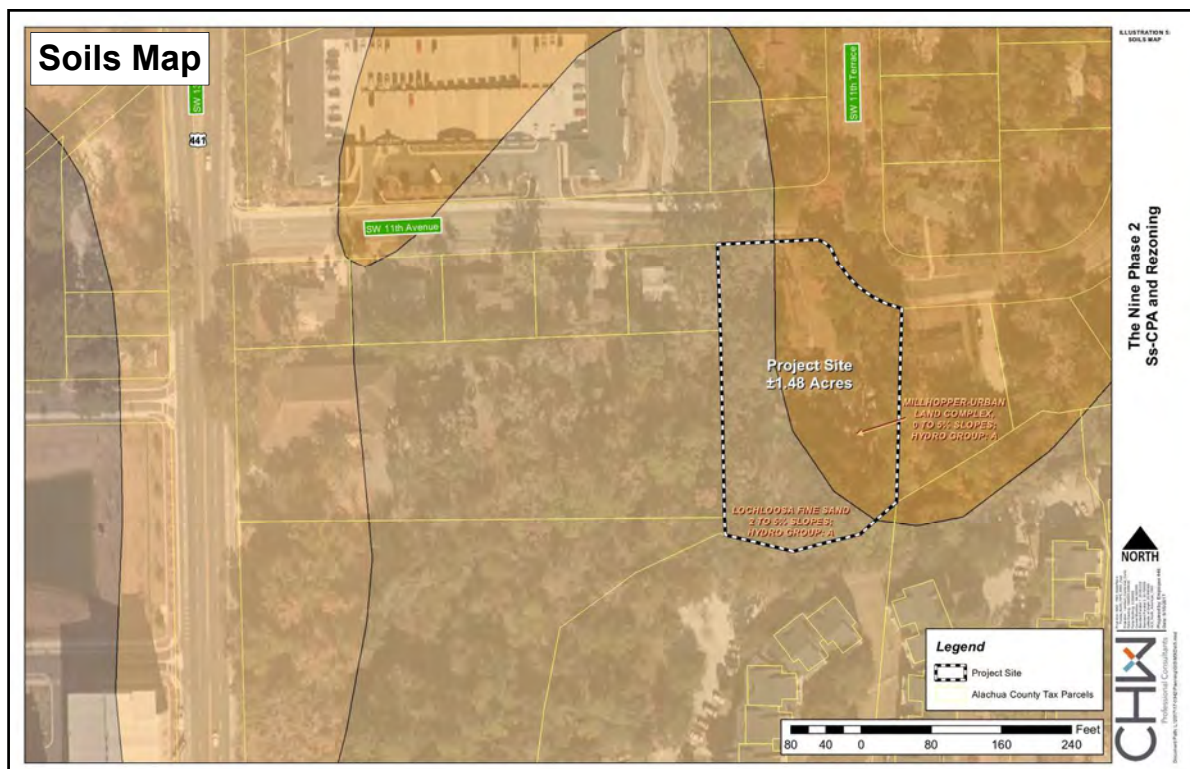 Soils Map
ILLUSTRATION 5:
SOILS MAP
SW 13
441
SW 11th Terrace
SW 11th Avenue
The Nine Phase 2
Ss-CPA and Rezoning
Project Site
±1.48 Acres
MILLHOPPER-URBAN
LAND COMPLEX,
0 TO 5% SLOPES;
HYDRO GROUP: A
LOCHLOOSA FINE SAND
2 TO 5% SLOPES;
HYDRO GROUP: A
NORTH
Legend
Project Site
Alachua County Tax Parcels
Feet
80 40 0 80 160 240
CHW
Professional Consultants